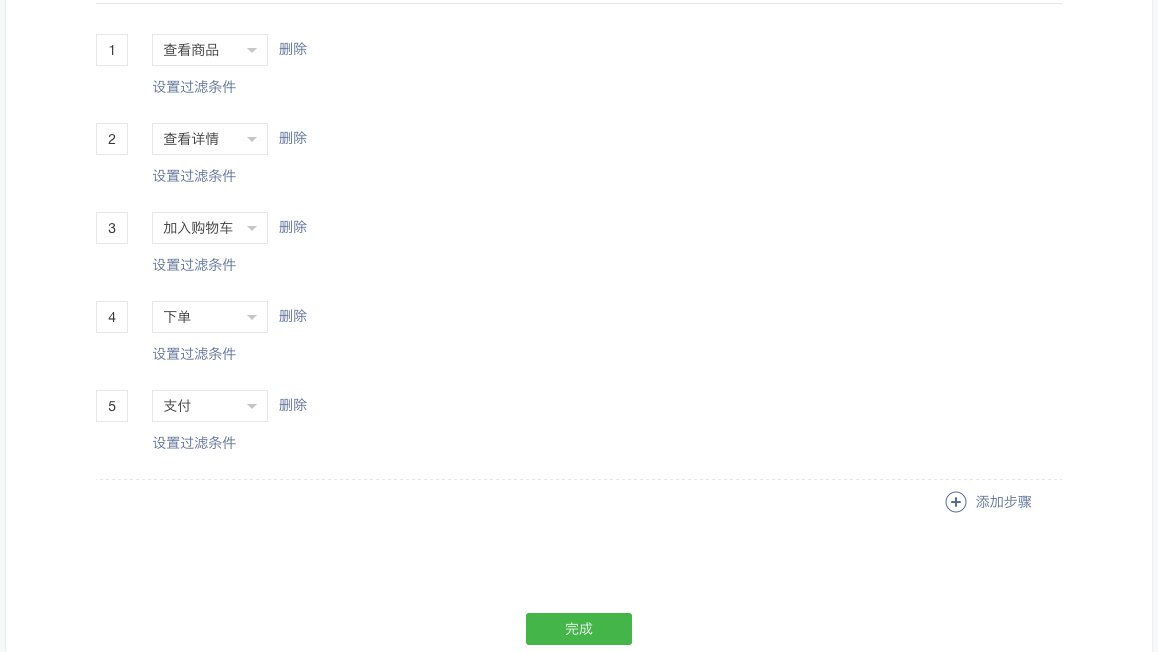 1 查看商品 删除
设置过滤条件
2 查看详情 删除
设置过滤条件
3 加入购物车 删除
设置过滤条件
4 下单 删除
设置过滤条件
5 支付 删除
设置过滤条件
添加步骤
完成